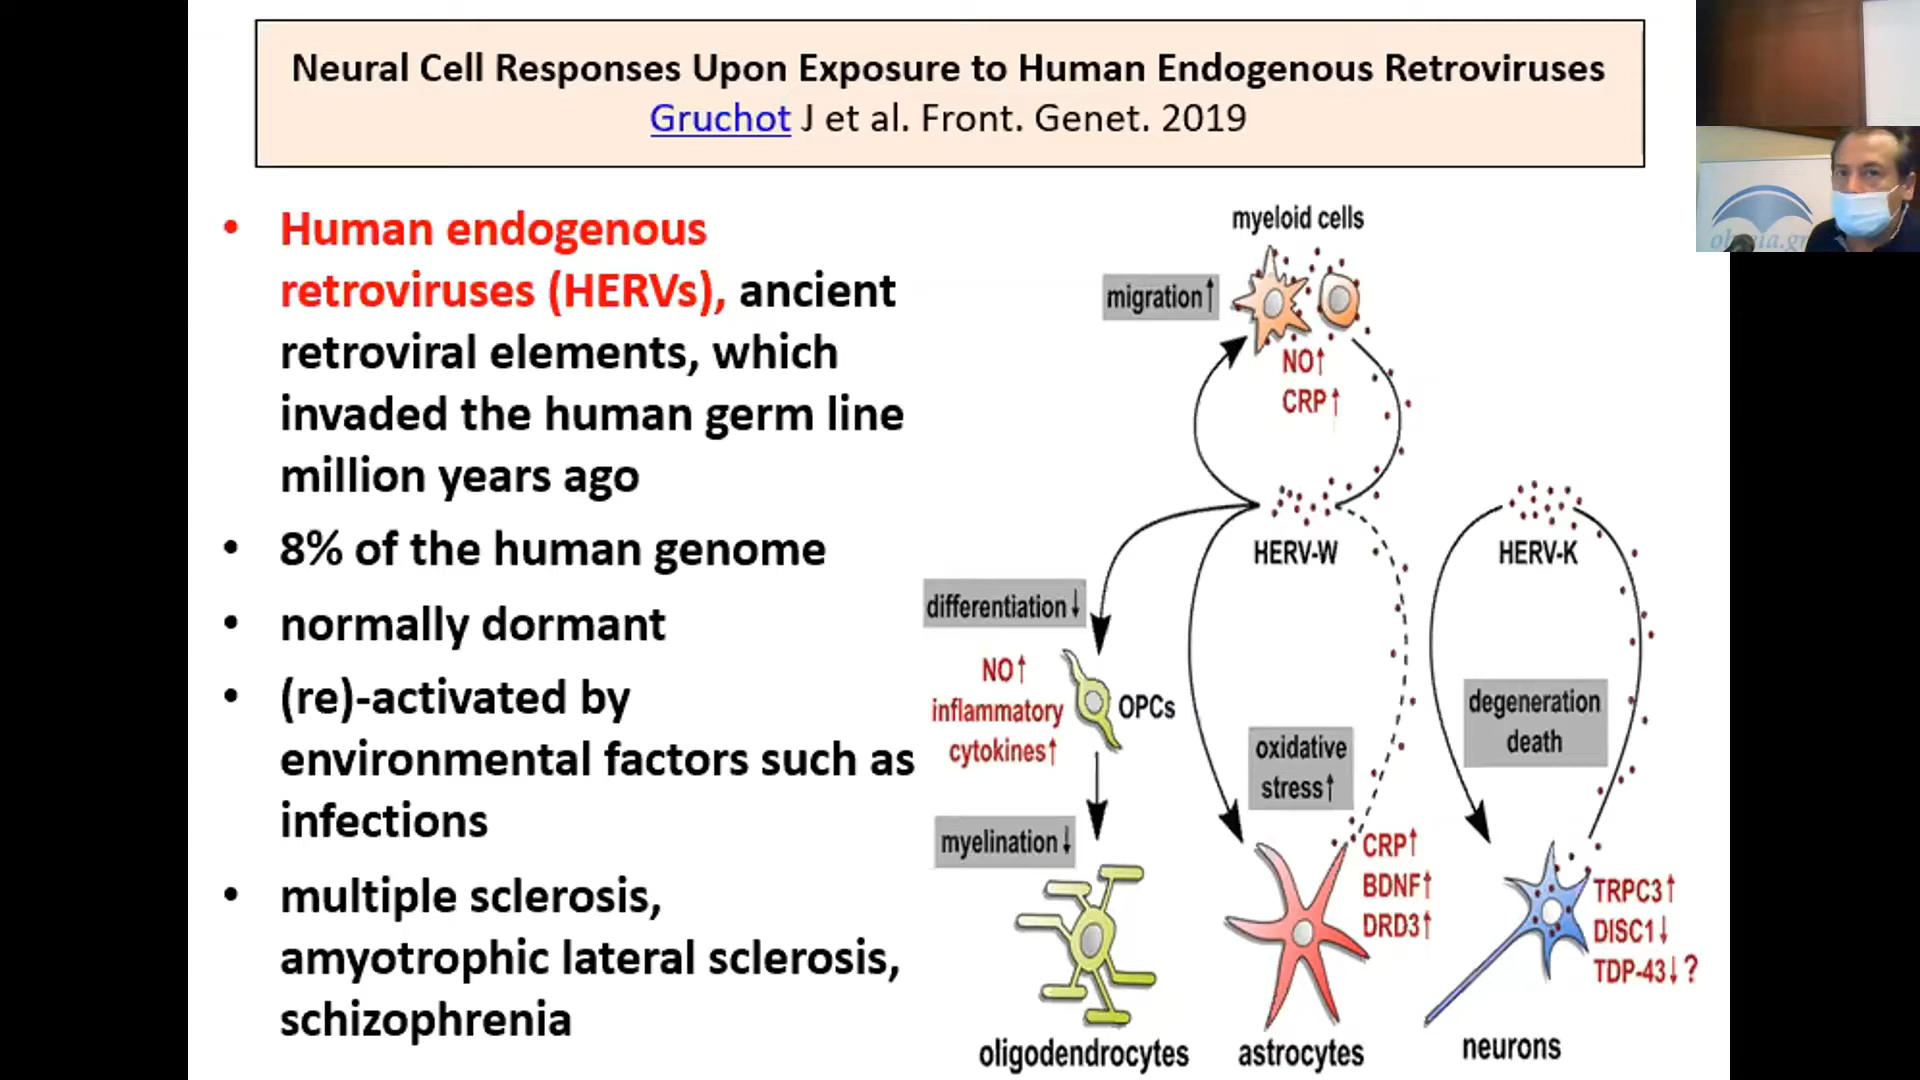 Neural Cell Responses Upon Exposure to Human Endogenous Retroviruses
Gruchot J et al. Front. Genet. 2019
• Human endogenous
retroviruses (HERVs), ancient
retroviral elements, which
invaded the human germ line
million years ago
• 8% of the human genome
• normally dormant
• (re)-activated by
environmental factors such as
infections
• multiple sclerosis,
amyotrophic lateral sclerosis,
schizophrenia
myeloid cells
migration↑
NO↑
CRP↑
HERV-W
HERV-K
differentiation↓
NO↑
inflammatory
cytokines↑
OPCs
myelination↓
oligodendrocytes
oxidative
stress↑
CRP↑
BDNF↑
DRD3↑
astrocytes
degeneration
death
TRPC3↑
DISC1↓
TDP-43↓?
neurons